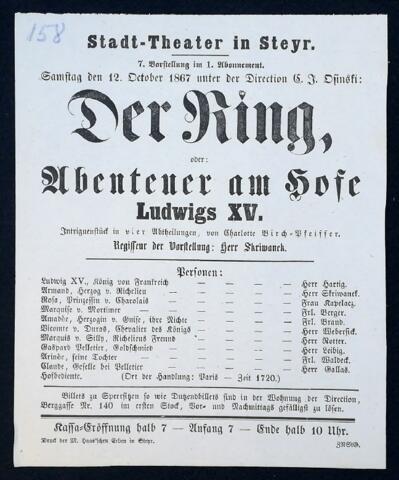 158
Stadt-Theater in Steyr.
7. Vorstellung im 1. Abonnement.
Samstag den 12. October 1867 unter der Direction C. J. Osinski:
Der Ring,
oder:
Abenteuer am Hofe
Ludwigs XV.
Intriguenstück in vier Abtheilungen, von Charlotte Birch-Pfeiffer.
Regisseur der Vorstellung: Herr Skriwanek.
Personen:
Ludwig XV., König von Frankreich — — — — Herr Hartig.
Armand, Herzog v. Richelieu — — — — Herr Skriwanek.
Rosa, Prinzessin v. Charolais — — — — Frau Kapelacz.
Marquise v. Mortimer — — — — Frl. Berger.
Amadée, Herzogin v. Guise, ihre Nichte — — — — Frl. Brand.
Vicomte v. Duras, Chevalier des Königs — — — — Herr Webersick.
Marquis v. Silly, Richelieus Freund — — — — Herr Rotter.
Gaspard Pelletier, Goldschmied — — — — Herr Leibig.
Arinde, seine Tochter — — — — Frl. Waldeck.
Claude, Geselle bei Pelletier — — — — Herr Gallas.
Hofbediente. (Ort der Handlung: Paris — Zeit 1720.)
Billets zu Sperrsitzen so wie Dutzendbillets sind in der Wohnung der Direction,
Berggasse Nr. 140 im ersten Stock, Vor- und Nachmittags gefälligst zu lösen.
Kassa-Eröffnung halb 7 — Anfang 7 — Ende halb 10 Uhr.
Druck der M. Haas'schen Erben in Steyr.